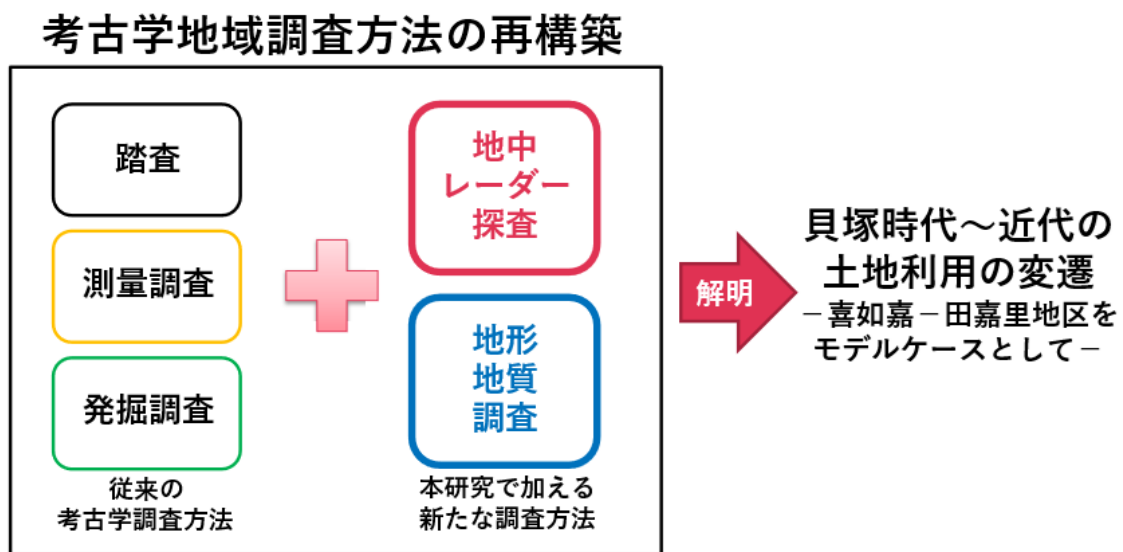 考古学地域調査方法の再構築
踏査
測量調査
発掘調査
従来の
考古学調査方法
地中
レーダー
探査
地形
地質
調査
本研究で加える
新たな調査方法
解明
貝塚時代～近代の
土地利用の変遷
－喜如嘉－田嘉里地区を
モデルケースとして－